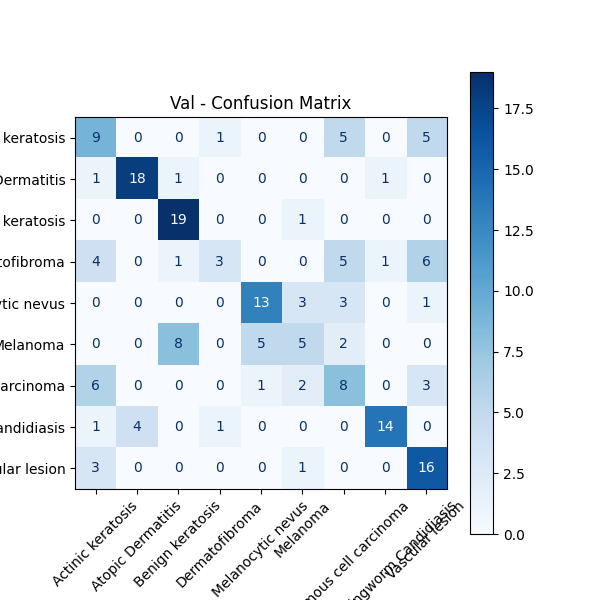 Val - Confusion Matrix
keratosis 9 0 0 1 0 0 5 0 5
Dermatitis 1 18 1 0 0 0 0 1 0
keratosis 0 0 19 0 0 1 0 0 0
tofibroma 4 0 1 3 0 0 5 1 6
ytic nevus 0 0 0 0 13 3 3 0 1
Melanoma 0 0 8 0 5 5 2 0 0
arcinoma 6 0 0 0 1 2 8 0 3
andidiasis 1 4 0 1 0 0 0 14 0
ular lesion 3 0 0 0 0 1 0 0 16
Actinic keratosis
Atopic Dermatitis
Benign keratosis
Dermatofibroma
Melanocytic nevus
Melanoma
mous cell carcinoma
ngworm Candidiasis
Vascular lesion
17.5
15.0
12.5
10.0
7.5
5.0
2.5
0.0